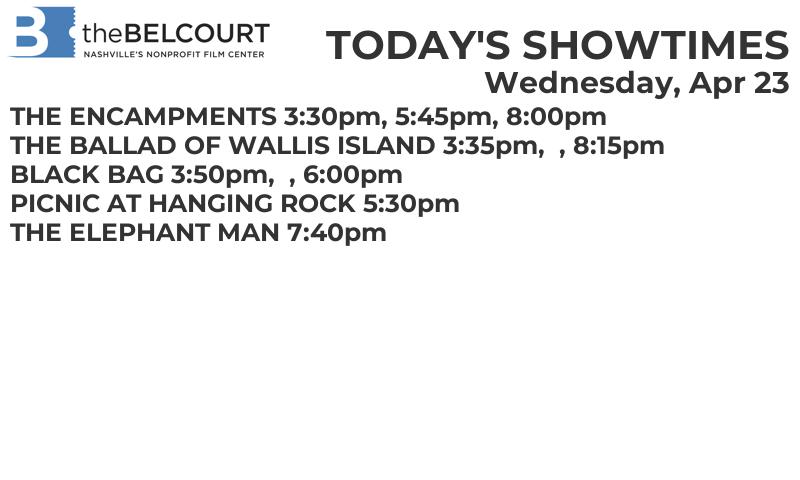 B theBELCOURT
NASHVILLE'S NONPROFIT FILM CENTER
TODAY'S SHOWTIMES
Wednesday, Apr 23
THE ENCAMPMENTS 3:30pm, 5:45pm, 8:00pm
THE BALLAD OF WALLIS ISLAND 3:35pm,  , 8:15pm
BLACK BAG 3:50pm,  , 6:00pm
PICNIC AT HANGING ROCK 5:30pm
THE ELEPHANT MAN 7:40pm